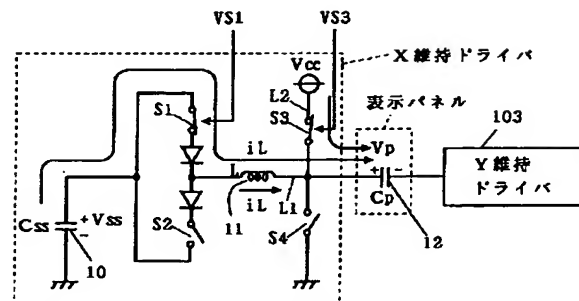 VS1
VS3
X維持ドライバ
Vcc
L2
S1
S3
表示パネル
103
iL
Vp
Y維持
ドライバ
L
+
-
iL
L1
Cp
12
Css
+
Vss
-
S2
11
S4
10